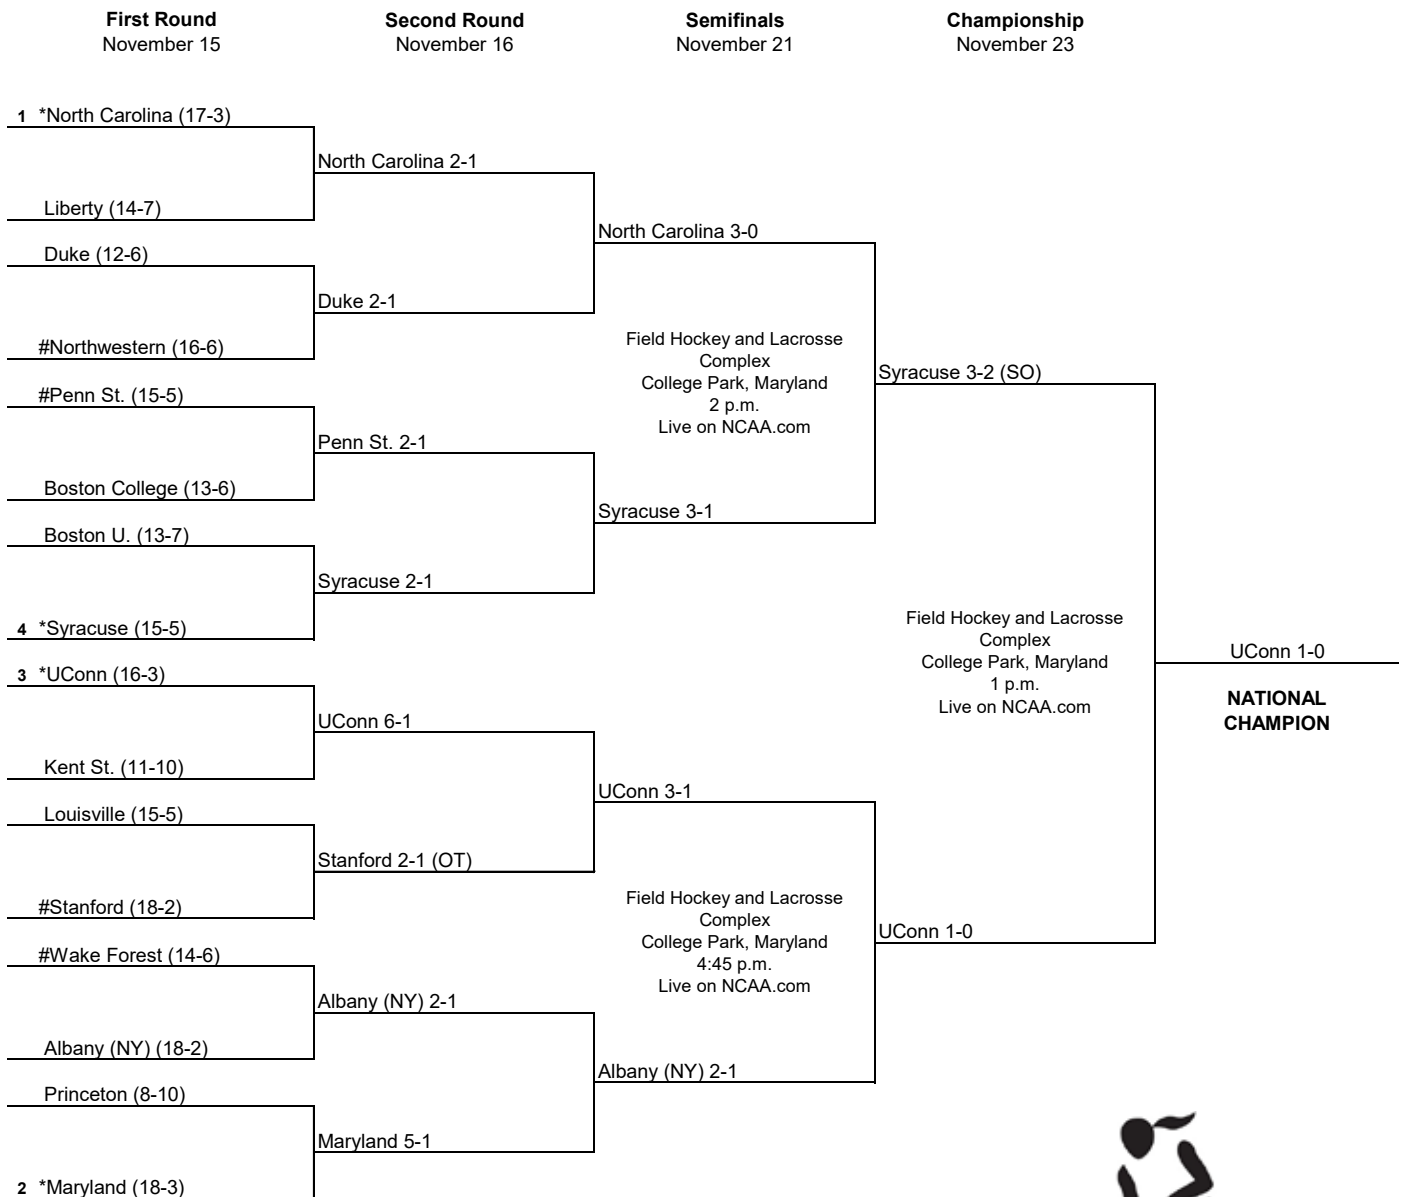 First Round
November 15
Second Round
November 16
Semifinals
November 21
Championship
November 23
1 *North Carolina (17-3)
North Carolina 2-1
Liberty (14-7)
North Carolina 3-0
Duke (12-6)
Duke 2-1
#Northwestern (16-6)
Field Hockey and Lacrosse
Complex
College Park, Maryland
2 p.m.
Live on NCAA.com
Syracuse 3-2 (SO)
#Penn St. (15-5)
Penn St. 2-1
Boston College (13-6)
Syracuse 3-1
Boston U. (13-7)
Syracuse 2-1
4 *Syracuse (15-5)
Field Hockey and Lacrosse
Complex
College Park, Maryland
1 p.m.
Live on NCAA.com
UConn 1-0
NATIONAL
CHAMPION
3 *UConn (16-3)
UConn 6-1
Kent St. (11-10)
UConn 3-1
Louisville (15-5)
Stanford 2-1 (OT)
#Stanford (18-2)
Field Hockey and Lacrosse
Complex
College Park, Maryland
4:45 p.m.
Live on NCAA.com
UConn 1-0
#Wake Forest (14-6)
Albany (NY) 2-1
Albany (NY) (18-2)
Albany (NY) 2-1
Princeton (8-10)
Maryland 5-1
2 *Maryland (18-3)